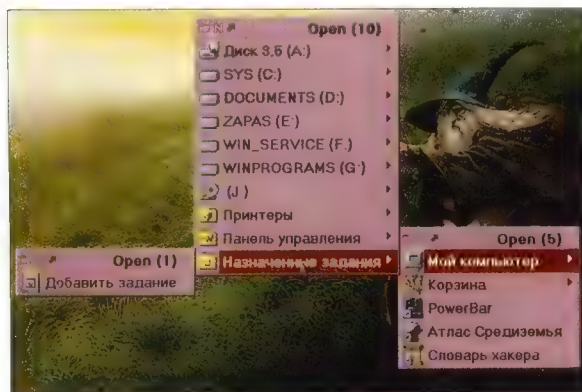 Open (10)
Диск 3,5 (A:)
SYS (C:)
DOCUMENTS (D:)
ZAPAS (E:)
WIN_SERVICE (F:)
WINPROGRAMS (G:)
(J:)
Принтеры
Панель управления
Назначенные задания
Open (1)
Добавить задание
Open (5)
Мой компьютер
Корзина
PowerBar
Атлас Средиземья
Словарь хакера